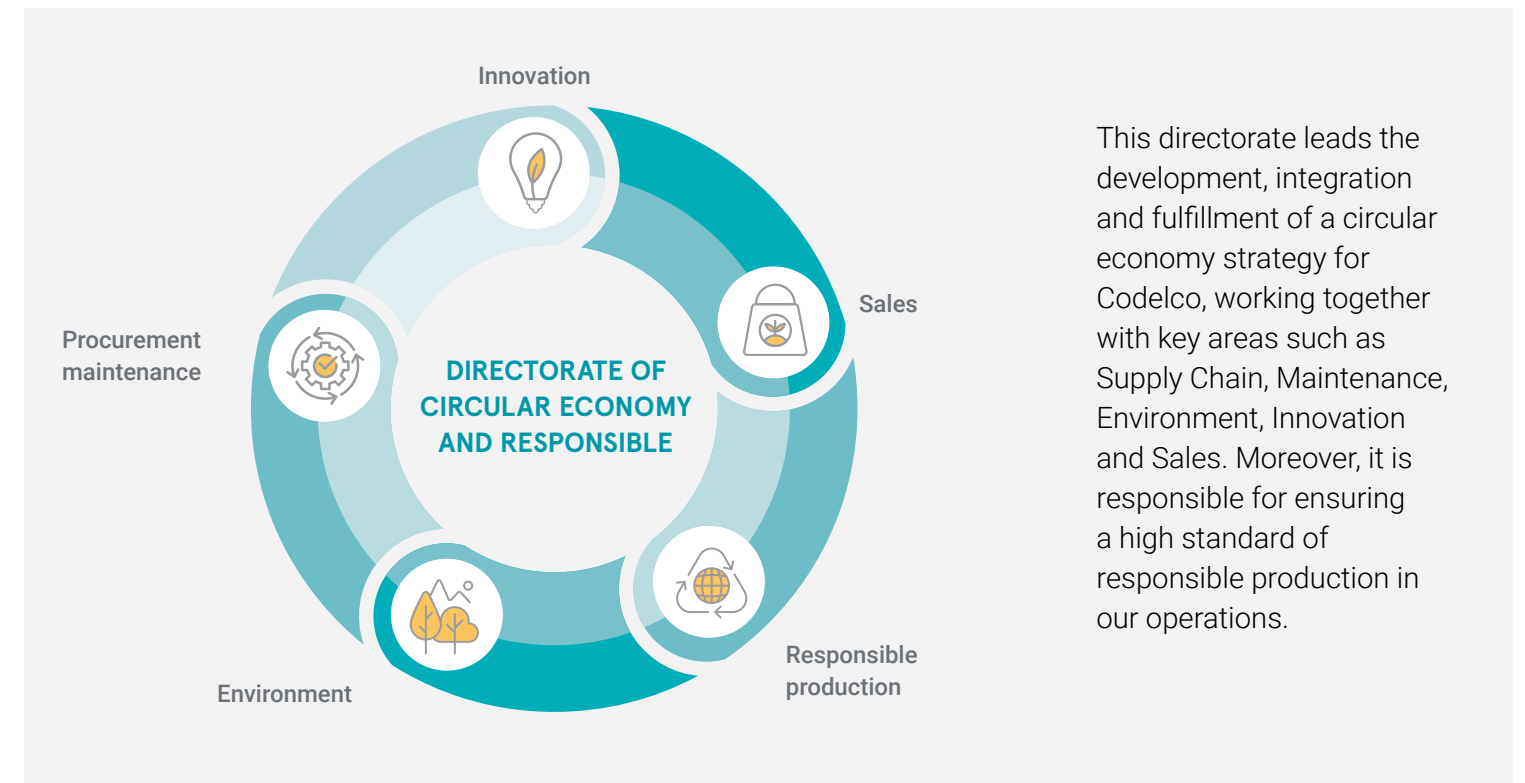 Innovation
Sales
Procurement
maintenance
DIRECTORATE OF
CIRCULAR ECONOMY
AND RESPONSIBLE
Responsible
production
Environment
This directorate leads the
development, integration
and fulfillment of a circular
economy strategy for
Codelco, working together
with key areas such as
Supply Chain, Maintenance,
Environment, Innovation
and Sales. Moreover, it is
responsible for ensuring
a high standard of
responsible production in
our operations.